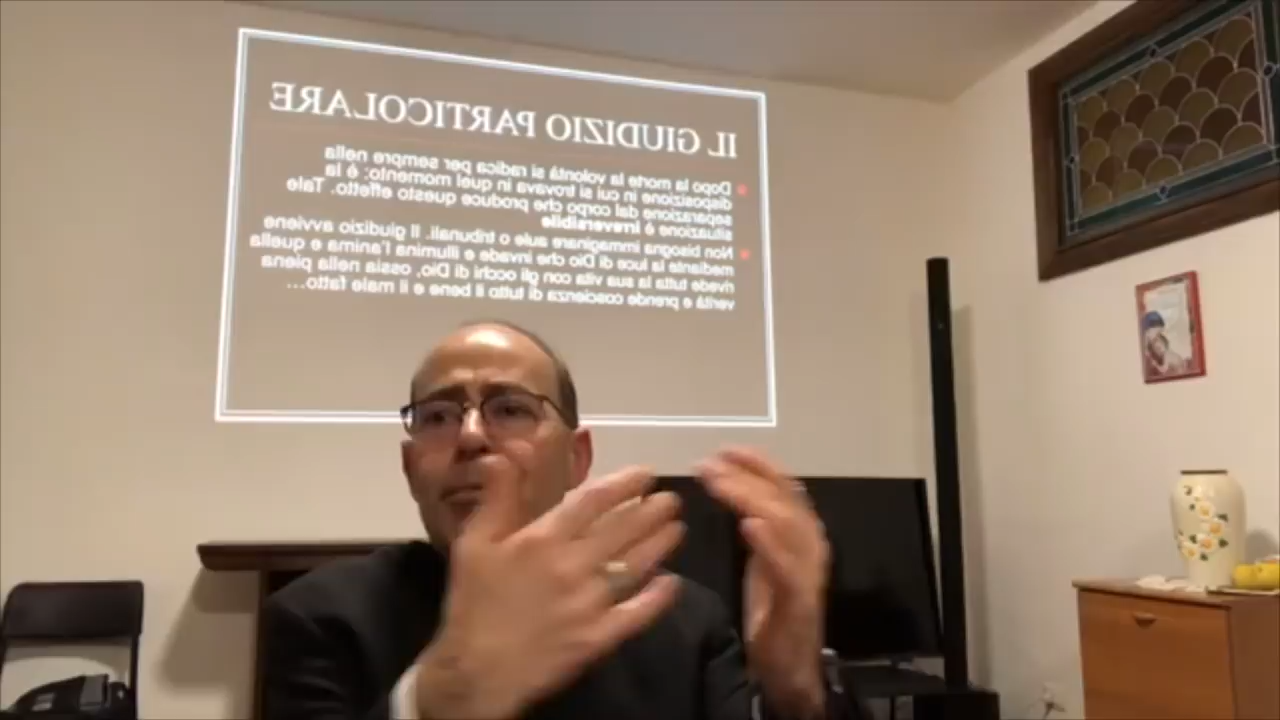 IL GIUDIZIO PARTICOLARE
Dopo la morte la volontà si radica per sempre nella
disposizione in cui si trovava in quel momento: è la
separazione dal corpo che produce questo effetto. Tale
situazione è irreversibile
Non bisogna immaginare aule o tribunali. Il giudizio avviene
mediante la luce di Dio che invade e illumina l'anima e quella
rivede tutta la sua vita con gli occhi di Dio, ossia nella piena
verità e prende coscienza di tutto il bene e il male fatto...